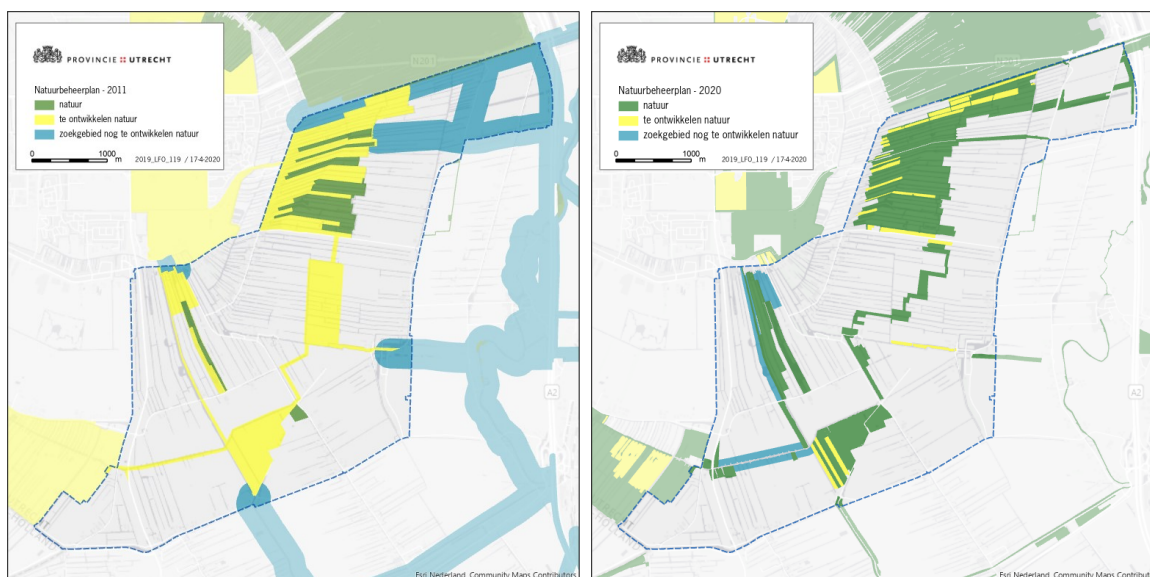 PROVINCIE UTRECHT
Natuurbeheerplan - 2011
natuur
te ontwikkelen natuur
zoekgebied nog te ontwikkelen natuur
0 1000 m
2019_LFO_119 / 17-4-2020
A2
Esri Nederland, Community Maps Contributors
PROVINCIE UTRECHT
Natuurbeheerplan - 2020
natuur
te ontwikkelen natuur
zoekgebied nog te ontwikkelen natuur
0 1000 m
2019_LFO_119 / 17-4-2020
A2
Esri Nederland, Community Maps Contributors